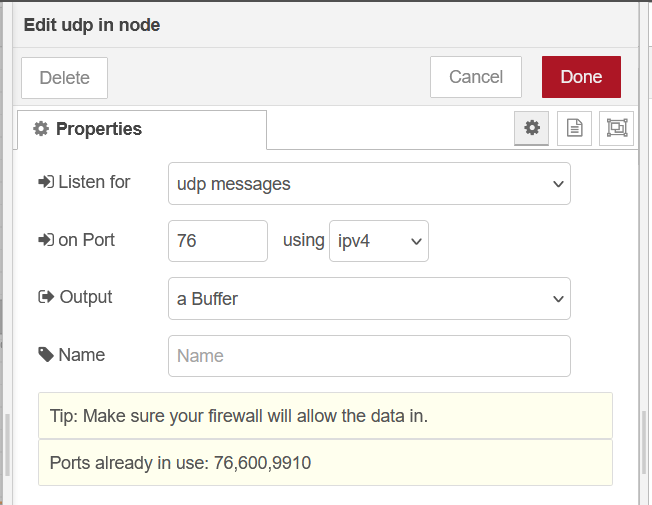 Edit udp in node
Delete Cancel Done
Properties
Listen for udp messages
on Port 76 using ipv4
Output a Buffer
Name Name
Tip: Make sure your firewall will allow the data in.
Ports already in use: 76,600,9910